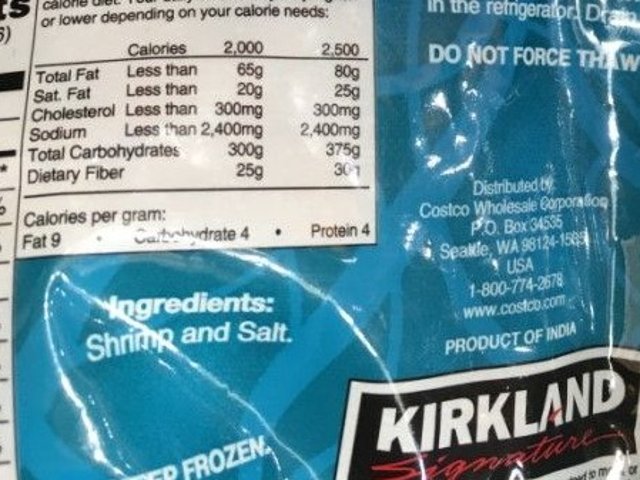 or lower depending on your calorie needs:
Calories 2,000 2,500
Total Fat Less than 65g 80g
Sat. Fat Less than 20g 25g
Cholesterol Less than 300mg 300mg
Sodium Less than 2,400mg 2,400mg
Total Carbohydrates 300g 375g
Dietary Fiber 25g
Calories per gram:
Fat 9 • Carbohydrate 4 • Protein 4
Ingredients:
Shrimp and Salt.
FROZEN.
in the refrigerator.
DO NOT FORCE THAW
Distributed by:
Costco Wholesale Corporation
P.O. Box 34535
Seattle, WA 98124-1535
USA
1-800-774-2678
www.costco.com
PRODUCT OF INDIA
KIRKLAND
Signature